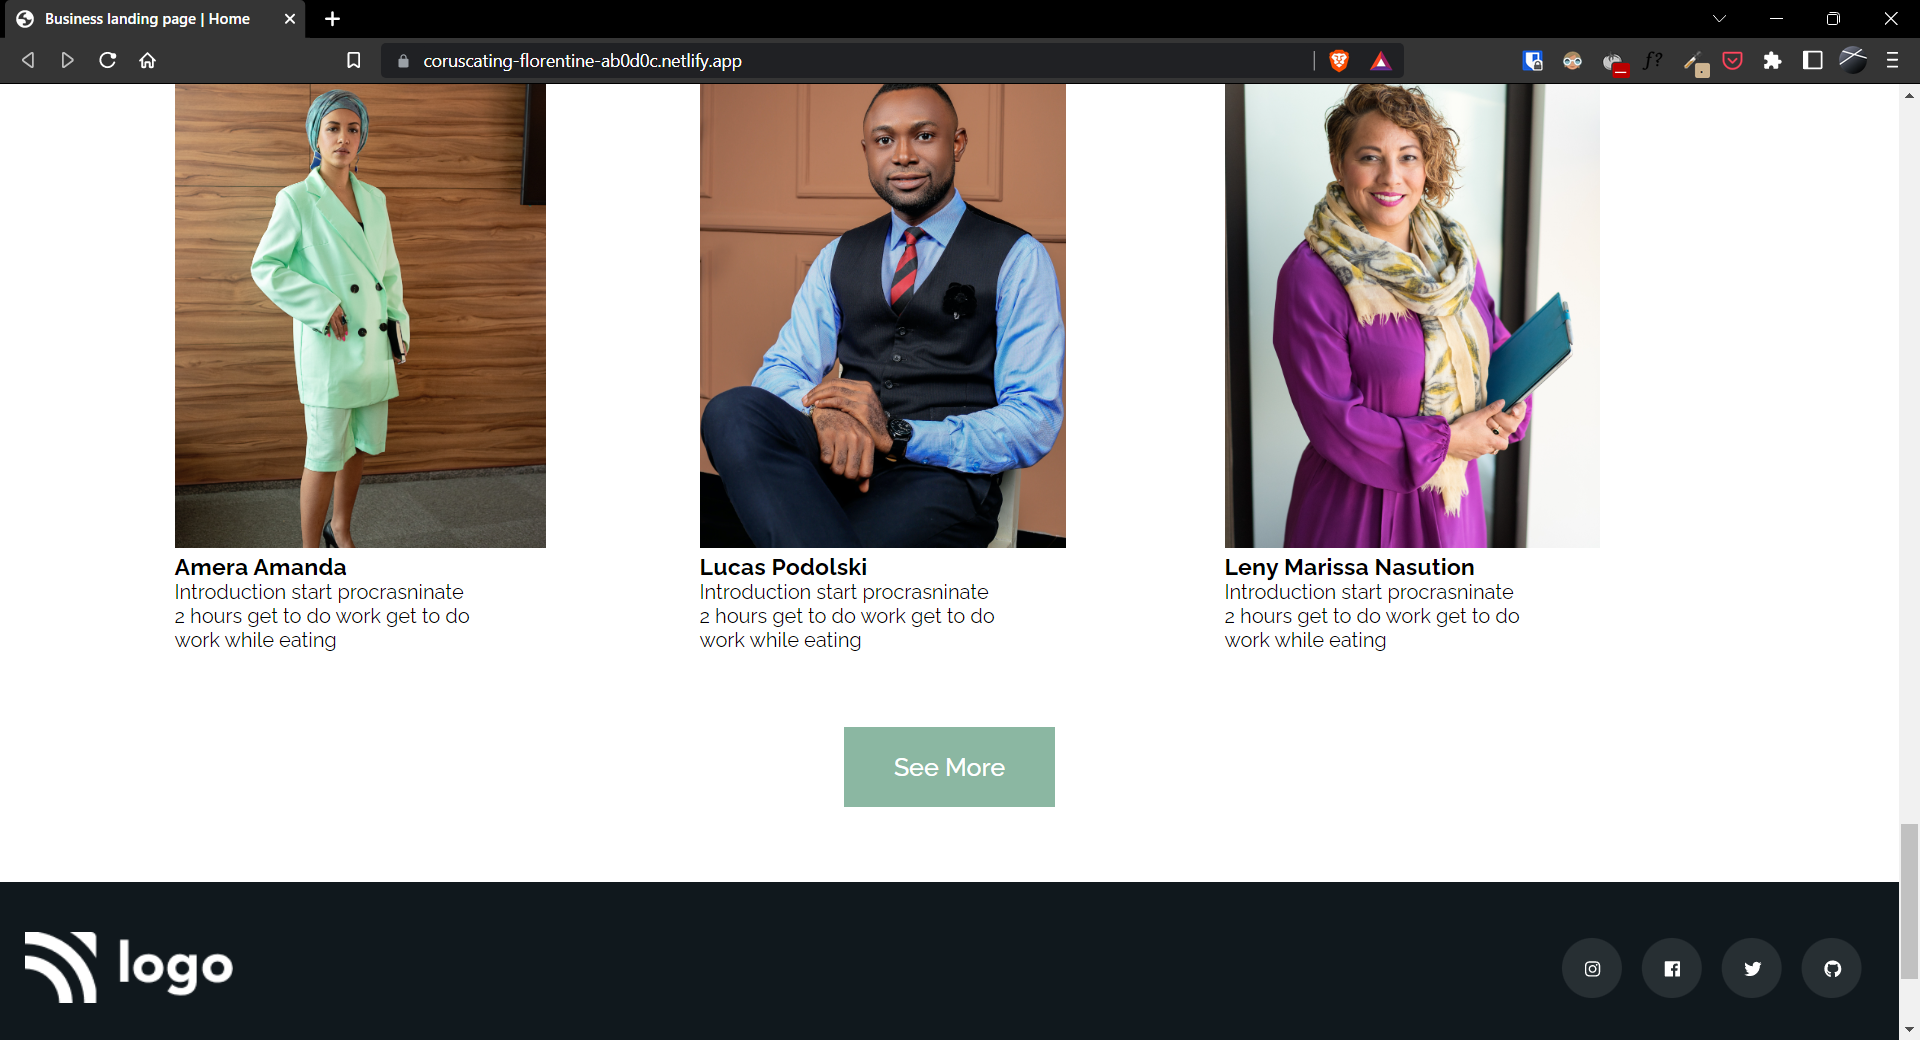 Business landing page | Home
coruscating-florentine-ab0d0c.netlify.app
f?
Amera Amanda
Introduction start procrasninate
2 hours get to do work get to do
work while eating
Lucas Podolski
Introduction start procrasninate
2 hours get to do work get to do
work while eating
Leny Marissa Nasution
Introduction start procrasninate
2 hours get to do work get to do
work while eating
See More
logo